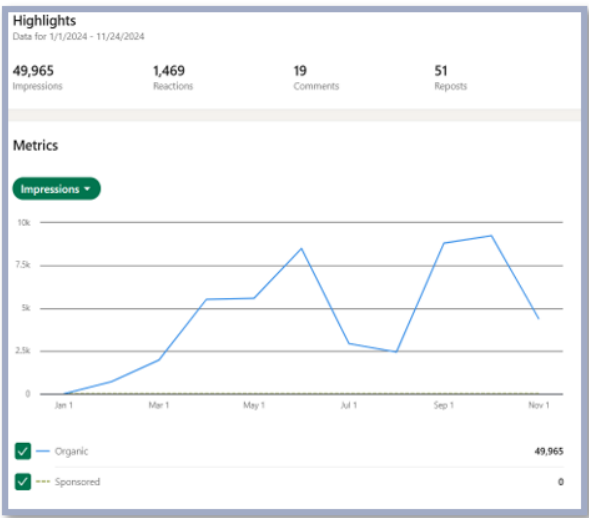 Highlights
Data for 1/1/2024 - 11/24/2024
49,965 1,469 19 51
Impressions Reactions Comments Reposts
Metrics
Impressions
10k
7.5k
5k
2.5k
0
Jan 1 Mar 1 May 1 Jul 1 Sep 1 Nov 1
Organic 49,965
Sponsored 0